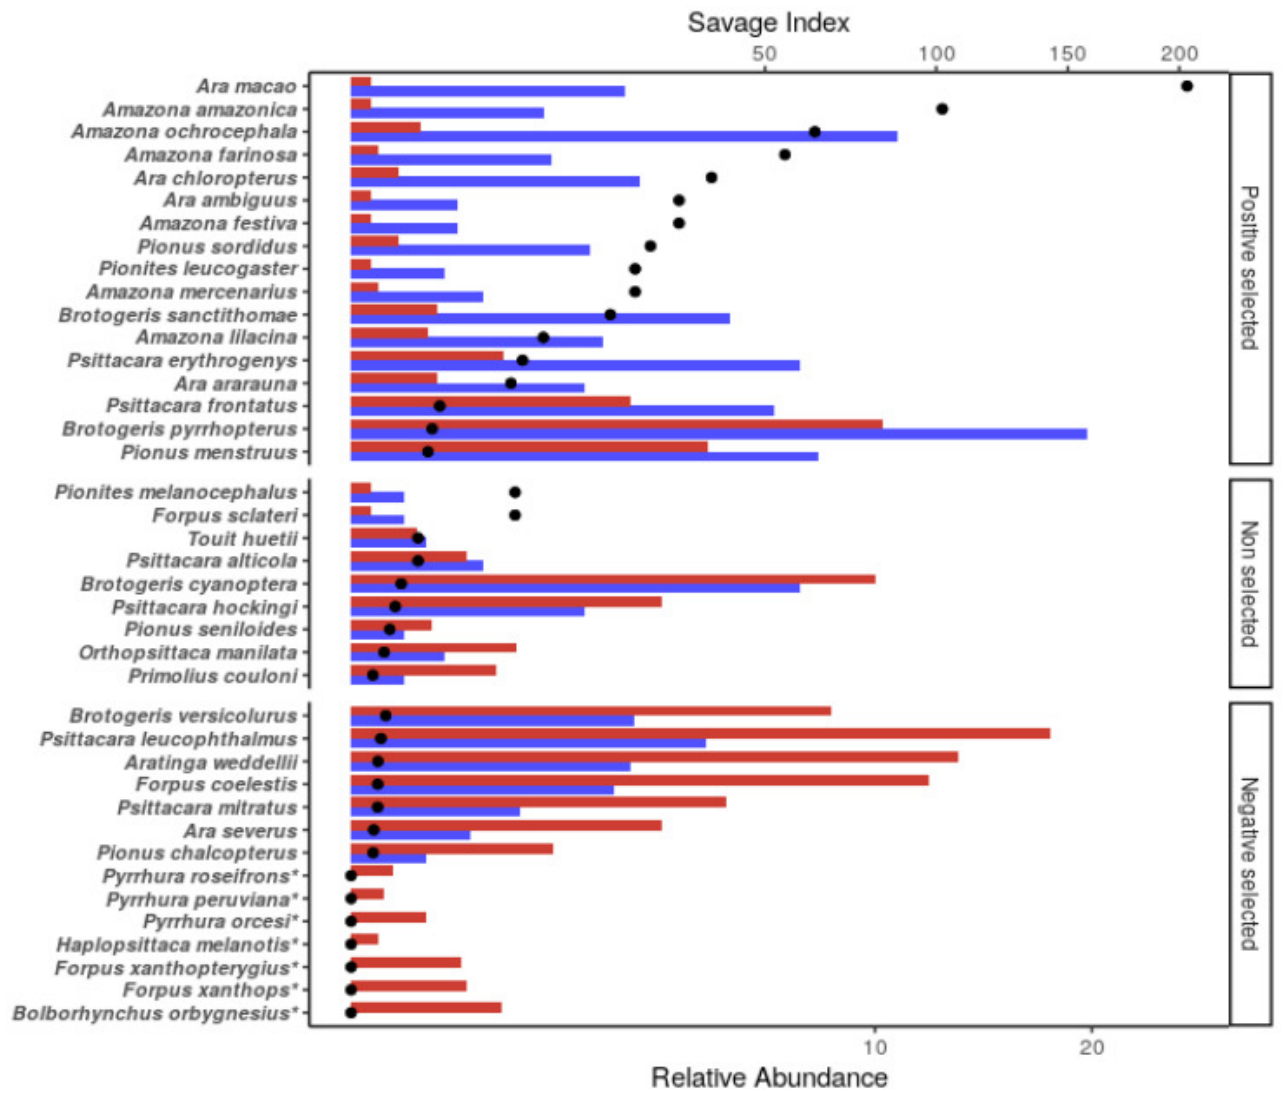 Savage Index
50 100 150 200
Ara macao
Amazona amazonica
Amazona ochrocephala
Amazona farinosa
Ara chloropterus
Ara ambiguus
Amazona festiva
Pionus sordidus
Pionites leucogaster
Amazona mercenarius
Brotogeris sanctithomae
Amazona lilacina
Psittacara erythrogenys
Ara ararauna
Psittacara frontatus
Brotogeris pyrrhopterus
Pionus menstruus
Positive selected
Pionites melanocephalus
Forpus sclateri
Touit huetii
Psittacara alticola
Brotogeris cyanoptera
Psittacara hockingi
Pionus seniloides
Orthopsittaca manilata
Primolius couloni
Non selected
Brotogeris versicolurus
Psittacara leucophthalmus
Aratinga weddellii
Forpus coelestis
Psittacara mitratus
Ara severus
Pionus chalcopterus
Pyrrhura roseifrons*
Pyrrhura peruviana*
Pyrrhura orcesi*
Haplopsittaca melanotis*
Forpus xanthopterygius*
Forpus xanthops*
Bolborhynchus orbygnesius*
Negative selected
10 20
Relative Abundance